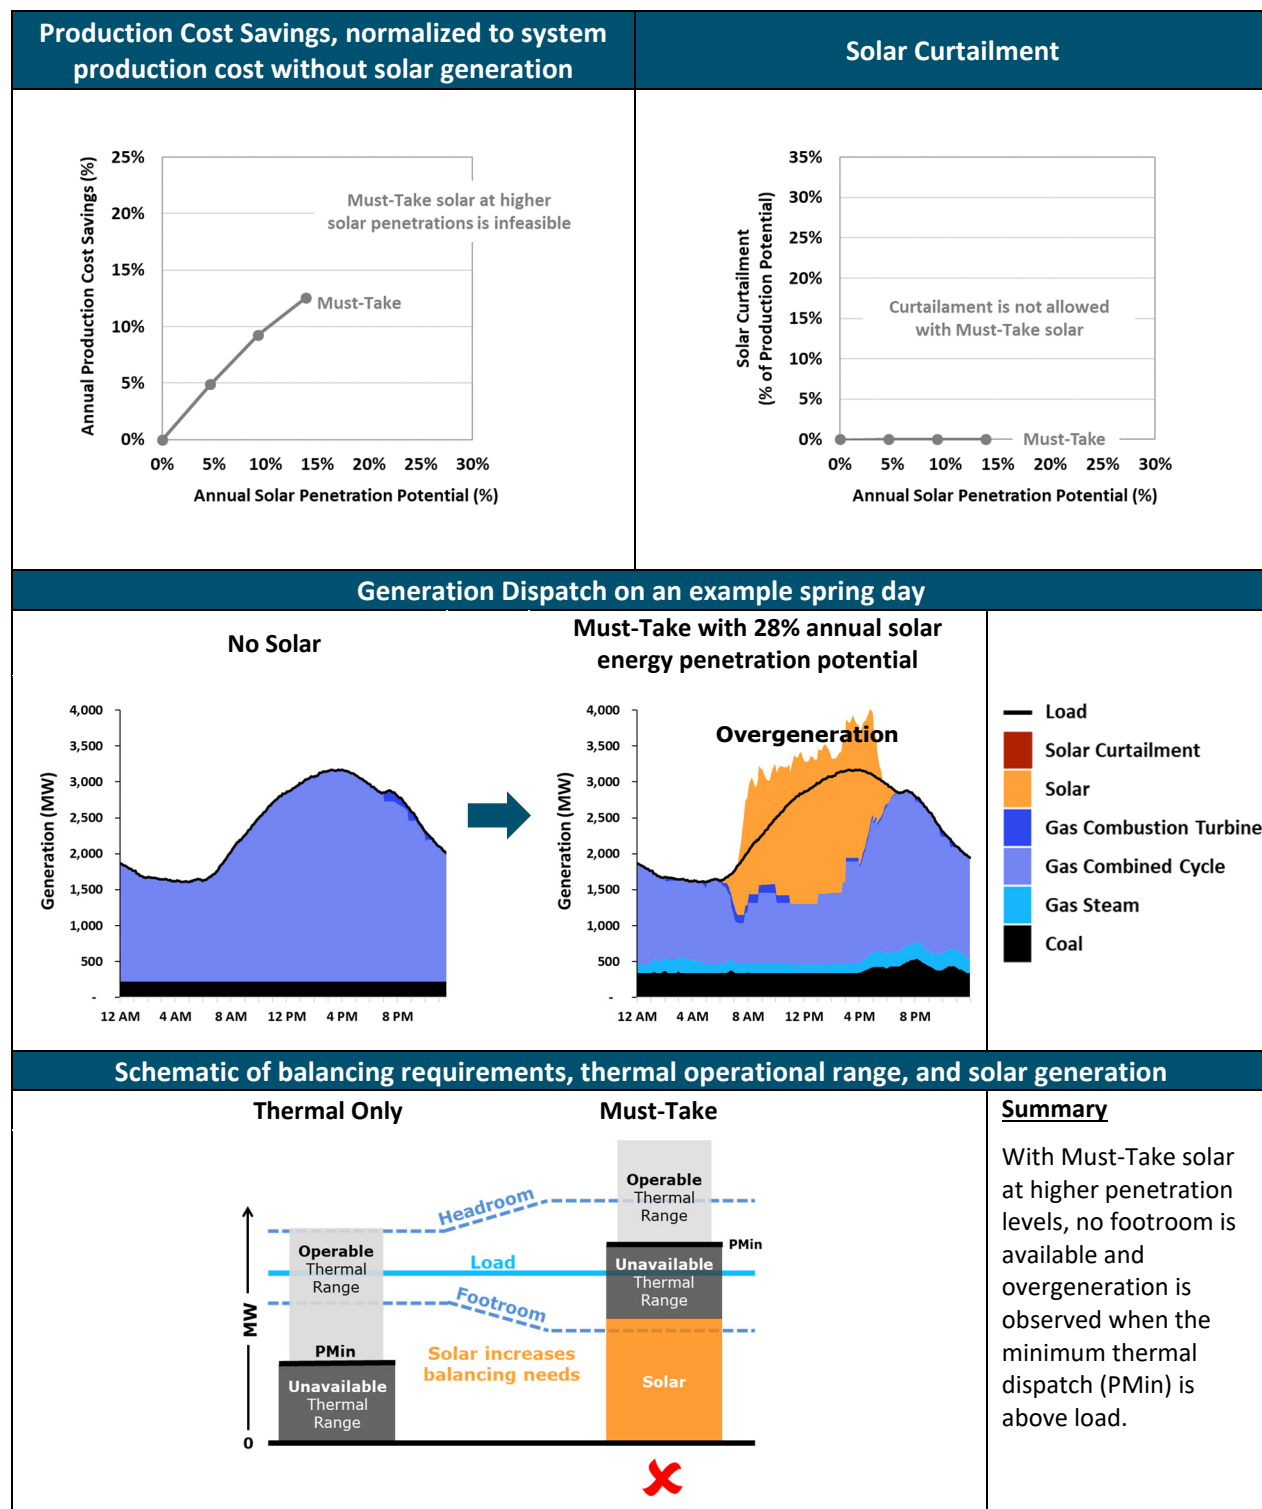 Production Cost Savings, normalized to system
production cost without solar generation
Solar Curtailment
Annual Production Cost Savings (%)
25%
20%
15%
10%
5%
0%
Must-Take solar at higher
solar penetrations is infeasible
Must-Take
0% 5% 10% 15% 20% 25% 30%
Annual Solar Penetration Potential (%)
Solar Curtailment
(% of Production Potential)
35%
30%
25%
20%
15%
10%
5%
0%
Curtailament is not allowed
with Must-Take solar
Must-Take
0% 5% 10% 15% 20% 25% 30%
Annual Solar Penetration Potential (%)
Generation Dispatch on an example spring day
No Solar
Generation (MW)
4,000
3,500
3,000
2,500
2,000
1,500
1,000
500
-
12 AM 4 AM 8 AM 12 PM 4 PM 8 PM
Must-Take with 28% annual solar
energy penetration potential
Generation (MW)
4,000
3,500
3,000
2,500
2,000
1,500
1,000
500
-
Overgeneration
12 AM 4 AM 8 AM 12 PM 4 PM 8 PM
Load
Solar Curtailment
Solar
Gas Combustion Turbine
Gas Combined Cycle
Gas Steam
Coal
Schematic of balancing requirements, thermal operational range, and solar generation
Thermal Only
Must-Take
MW
0
Operable
Thermal
Range
PMin
Unavailable
Thermal
Range
Headroom
Load
Footroom
Solar increases
balancing needs
Operable
Thermal
Range
PMin
Unavailable
Thermal
Range
Solar
Summary
With Must-Take solar
at higher penetration
levels, no footroom is
available and
overgeneration is
observed when the
minimum thermal
dispatch (PMin) is
above load.